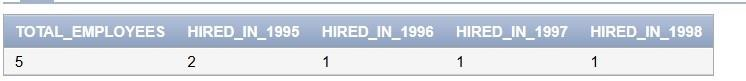 TOTAL_EMPLOYEES HIRED_IN_1995 HIRED_IN_1996 HIRED_IN_1997 HIRED_IN_1998
5 2 1 1 1